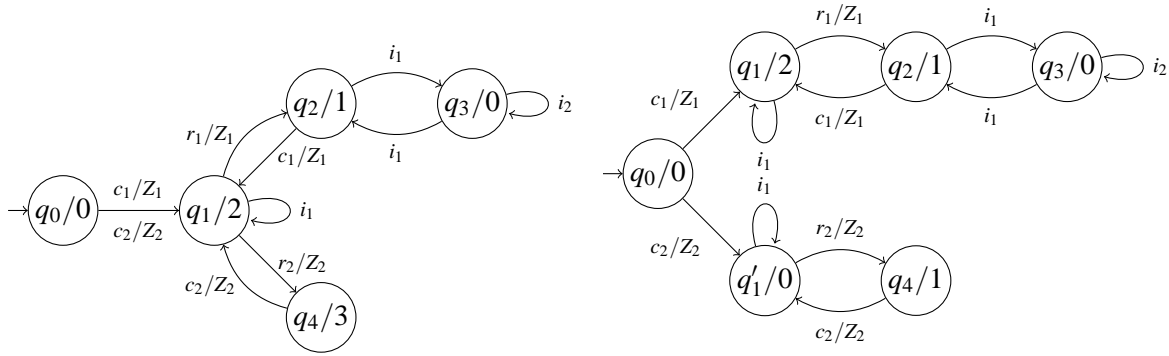 q₀/0
c₁/Z₁
c₂/Z₂
q₁/2
i₁
r₁/Z₁
c₁/Z₁
q₂/1
i₁
i₁
q₃/0
i₂
r₂/Z₂
c₂/Z₂
q₄/3
q₀/0
c₁/Z₁
c₂/Z₂
q₁/2
i₁
r₁/Z₁
c₁/Z₁
q₂/1
i₁
i₁
q₃/0
i₂
i₁
q′₁/0
r₂/Z₂
c₂/Z₂
q₄/1